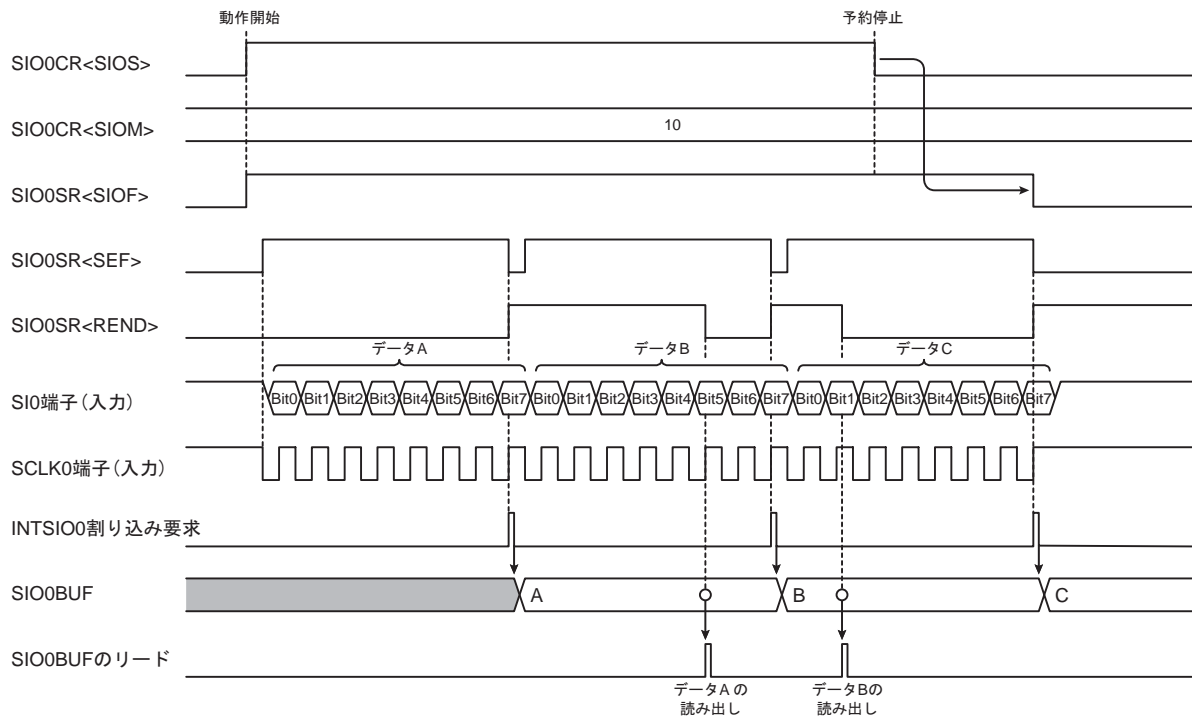 動作開始 予約停止
SIO0CR<SIOS>
SIO0CR<SIOM> 10
SIO0SR<SIOF>
SIO0SR<SEF>
SIO0SR<REND>
データA データB データC
SI0端子(入力) Bit0 Bit1 Bit2 Bit3 Bit4 Bit5 Bit6 Bit7 Bit0 Bit1 Bit2 Bit3 Bit4 Bit5 Bit6 Bit7 Bit0 Bit1 Bit2 Bit3 Bit4 Bit5 Bit6 Bit7
SCLK0端子(入力)
INTSIO0割り込み要求
SIO0BUF A B C
SIO0BUFのリード
データA の データBの
読み出し 読み出し